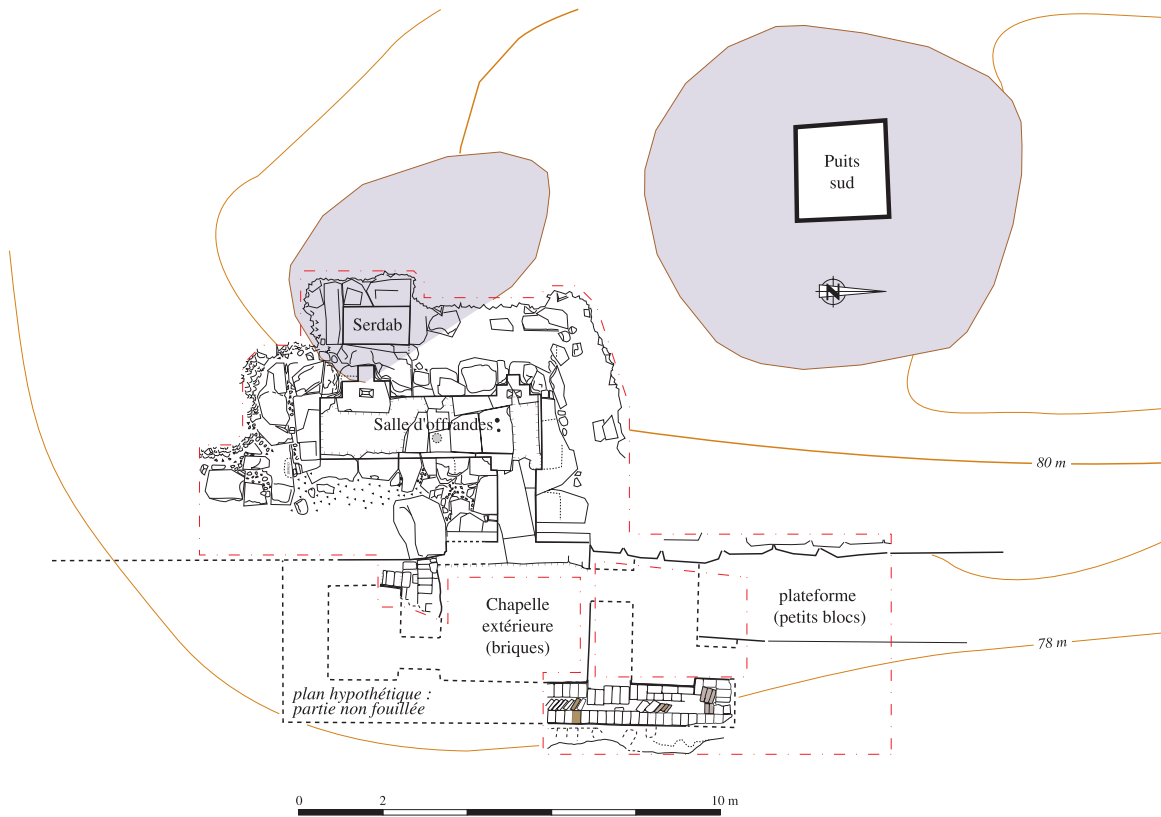 Puits
sud
N
Serdab
Salle d'offrandes
80 m
Chapelle
extérieure
(briques)
plateforme
(petits blocs)
78 m
plan hypothétique :
partie non fouillée
0
2
10 m